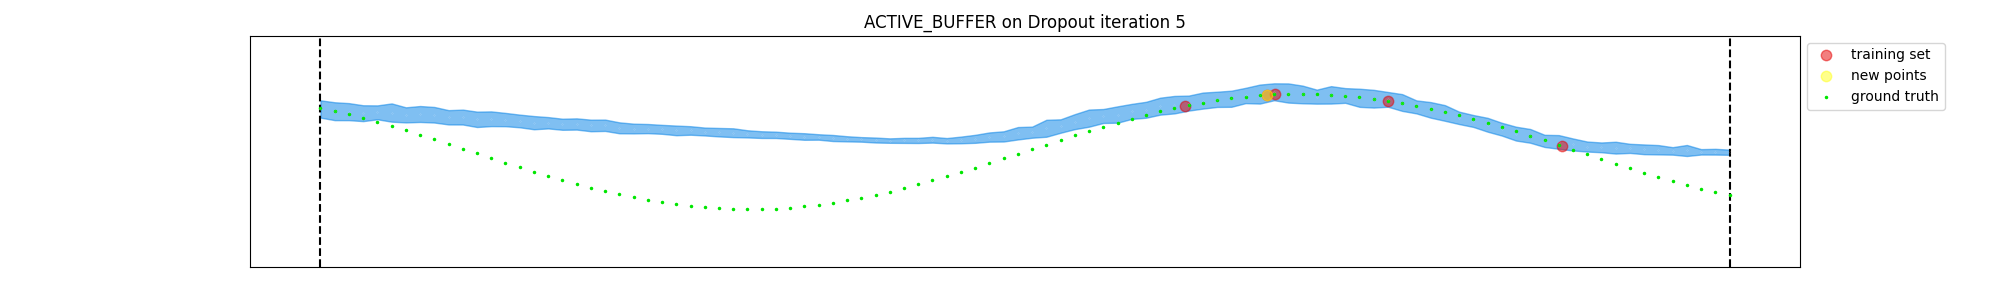 ACTIVE_BUFFER on Dropout iteration 5
training set
new points
ground truth